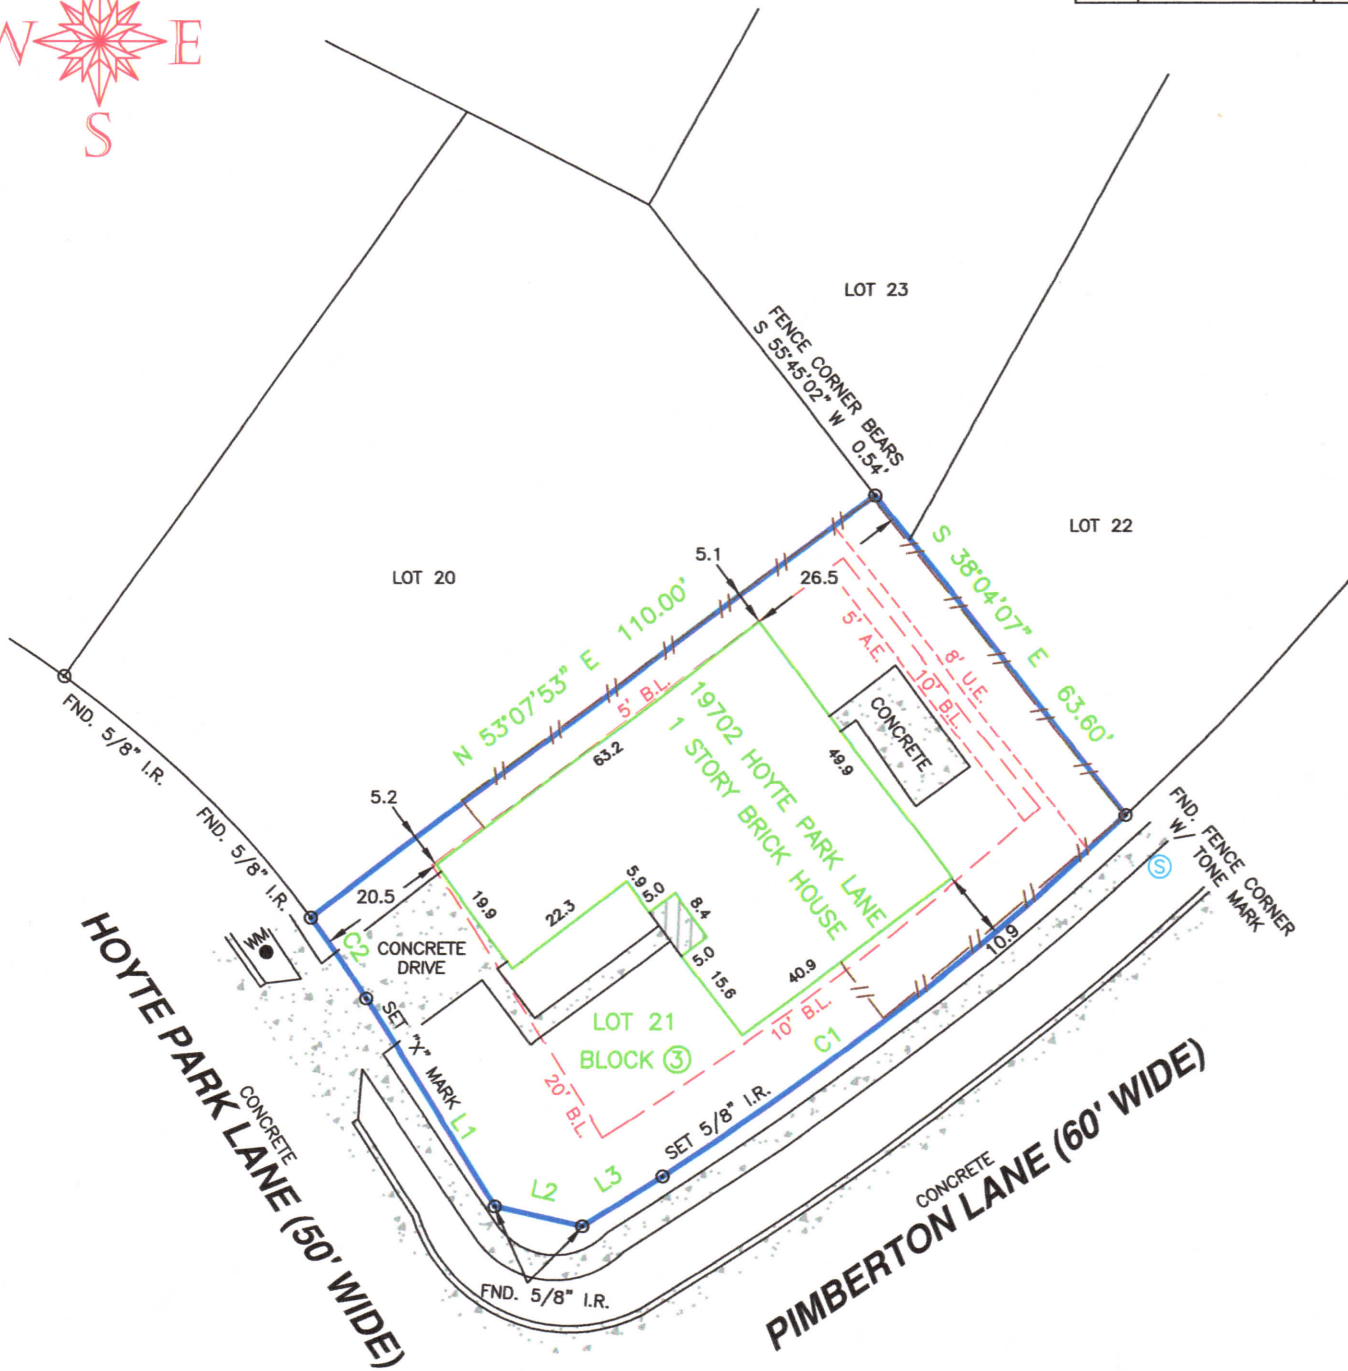 W E
S
LOT 23
FENCE CORNER BEARS
S 55°45'02" W 0.54'
LOT 22
LOT 20
5.1
26.5
S 38°04'07" E 63.60'
N 53°07'53" E 110.00'
5' B.L.
63.2
5' A.E.
10' B.L.
8' U.E.
CONCRETE
49.9
19702 HOYTE PARK LANE
1 STORY BRICK HOUSE
FND. 5/8" I.R.
FND. 5/8" I.R.
5.2
20.5
19.9
22.3
5.9
5.0
8.4
5.0
15.6
40.9
10.9
FND. FENCE CORNER
W/ TONE MARK
S
WM
C2
CONCRETE
DRIVE
SET "X" MARK
LOT 21
BLOCK 3
10' B.L.
C1
20' B.L.
L1
L2
L3
SET 5/8" I.R.
FND. 5/8" I.R.
CONCRETE
HOYTE PARK LANE (50' WIDE)
CONCRETE
PIMBERTON LANE (60' WIDE)